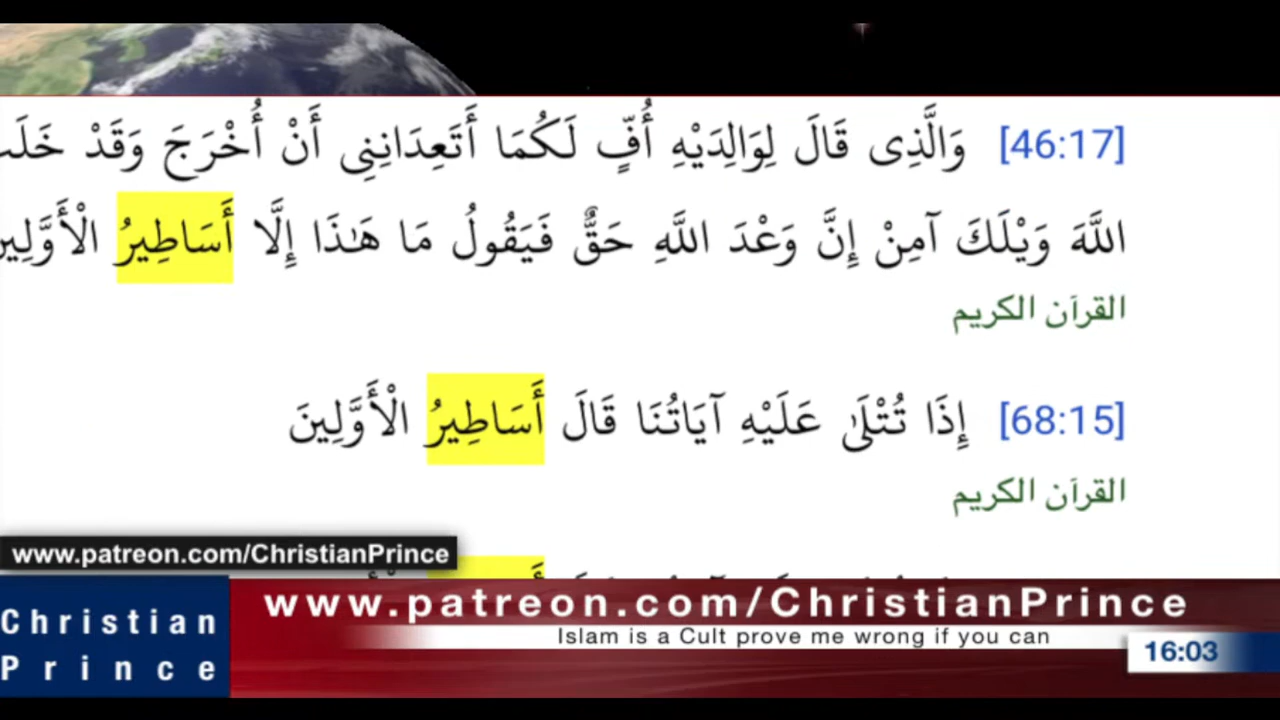 [46:17] وَالَّذِى قَالَ لِوَالِدَيْهِ أُفٍّ لَكُمَا أَتَعِدَانِنِى أَنْ أُخْرَجَ وَقَدْ
اللَّهَ وَيْلَكَ آمِنْ إِنَّ وَعْدَ اللَّهِ حَقٌّ فَيَقُولُ مَا هَٰذَا إِلَّا أَسَاطِيرُ
القرآن الكريم
[68:15] إِذَا تُتْلَىٰ عَلَيْهِ آيَاتُنَا قَالَ أَسَاطِيرُ الْأَوَّلِينَ
القرآن الكريم
www.patreon.com/ChristianPrince
Christian
Prince
www.patreon.com/ChristianPrince
Islam is a Cult prove me wrong if you can
16:03